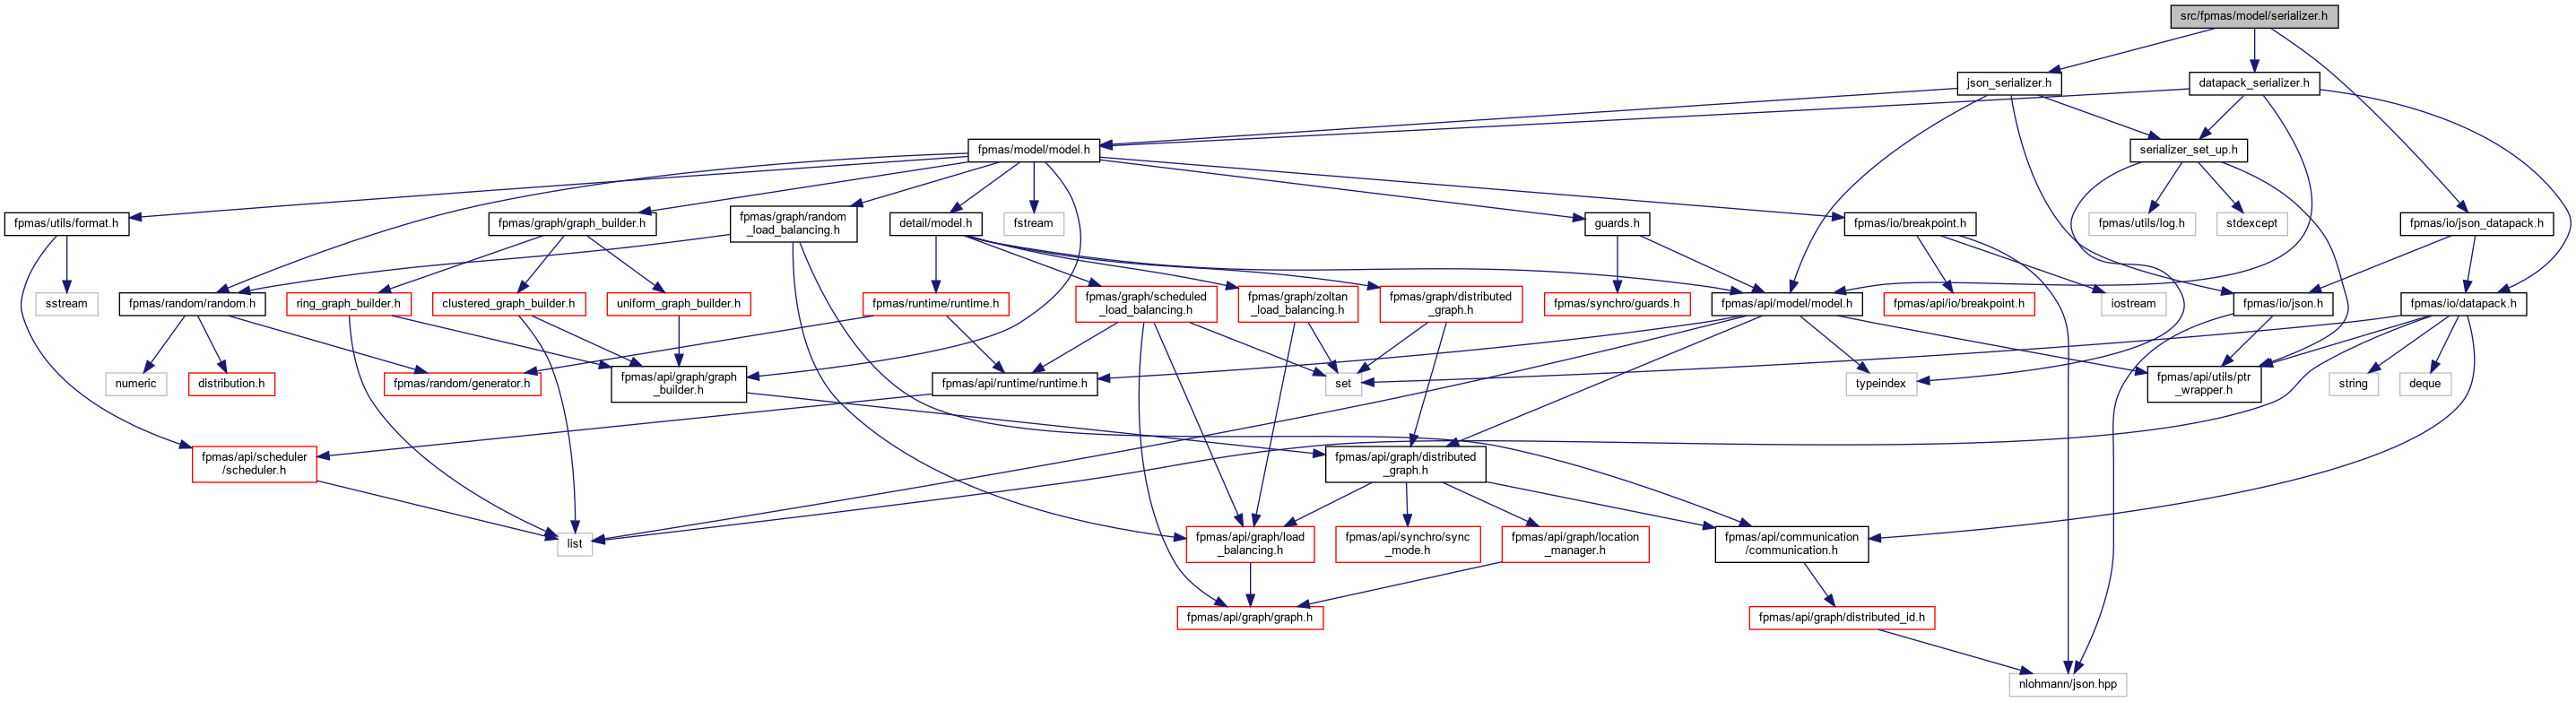 src/fpmas/model/serializer.h
json_serializer.h
datapack_serializer.h
fpmas/model/model.h
serializer_set_up.h
fpmas/utils/format.h
fpmas/graph/graph_builder.h
fpmas/graph/random
_load_balancing.h
detail/model.h
fstream
guards.h
fpmas/io/breakpoint.h
fpmas/utils/log.h
stdexcept
fpmas/io/json_datapack.h
sstream
fpmas/random/random.h
ring_graph_builder.h
clustered_graph_builder.h
uniform_graph_builder.h
fpmas/runtime/runtime.h
fpmas/graph/scheduled
_load_balancing.h
fpmas/graph/zoltan
_load_balancing.h
fpmas/graph/distributed
_graph.h
fpmas/synchro/guards.h
fpmas/api/model/model.h
fpmas/api/io/breakpoint.h
iostream
fpmas/io/json.h
fpmas/io/datapack.h
numeric
distribution.h
fpmas/random/generator.h
fpmas/api/graph/graph
_builder.h
fpmas/api/runtime/runtime.h
set
typeindex
fpmas/api/utils/ptr
_wrapper.h
string
deque
fpmas/api/scheduler
/scheduler.h
fpmas/api/graph/distributed
_graph.h
list
fpmas/api/graph/load
_balancing.h
fpmas/api/synchro/sync
_mode.h
fpmas/api/graph/location
_manager.h
fpmas/api/communication
/communication.h
fpmas/api/graph/graph.h
fpmas/api/graph/distributed_id.h
nlohmann/json.hpp